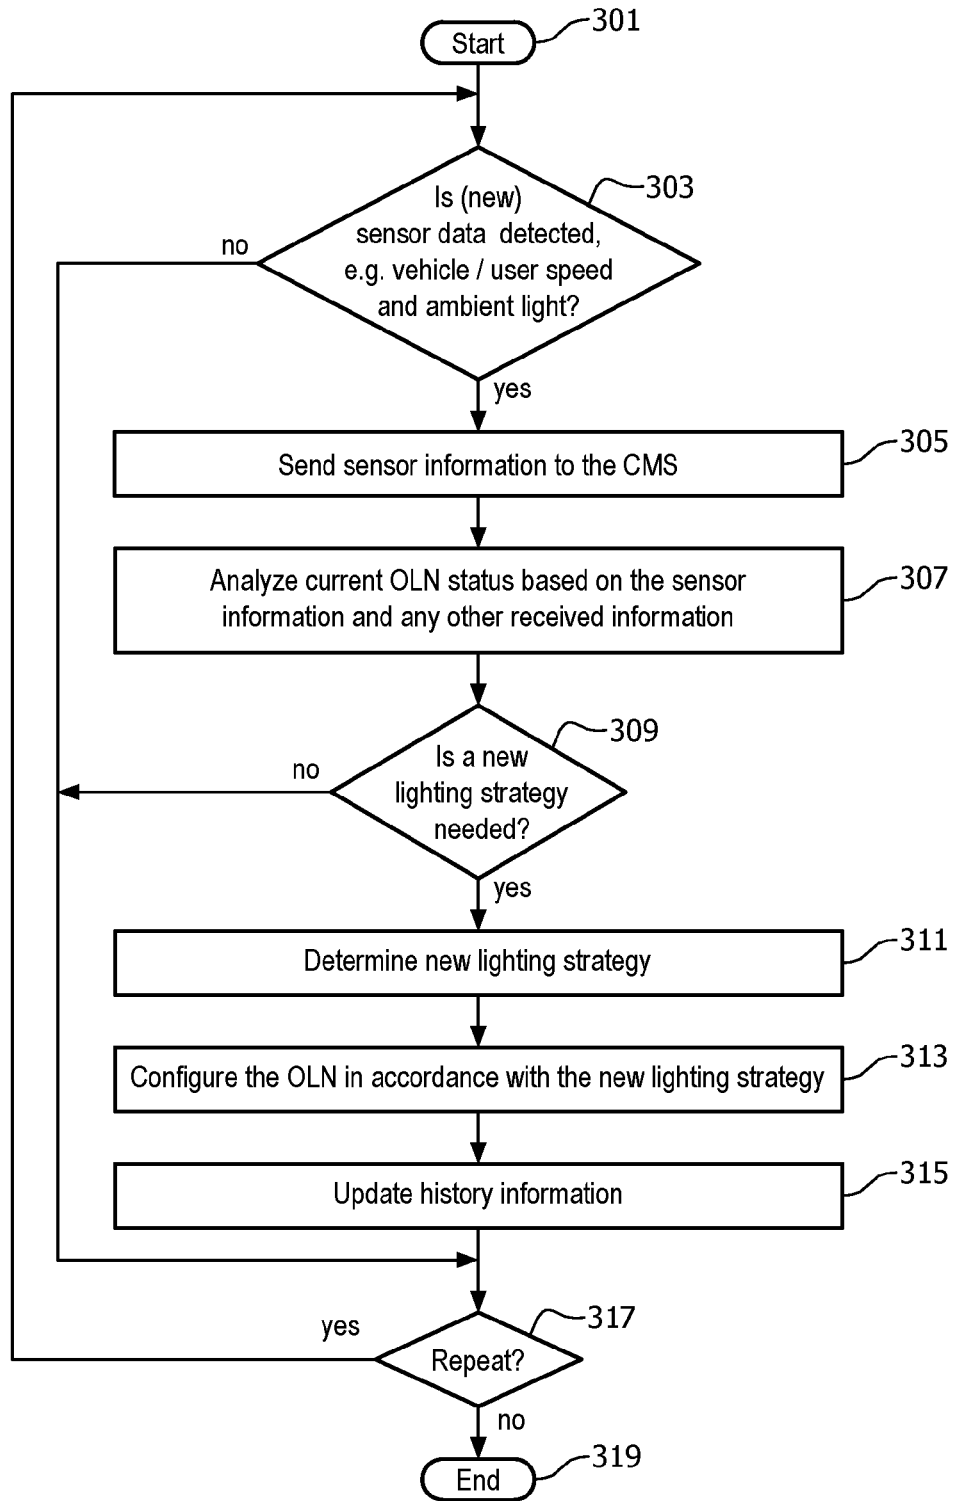 Start
301
Is (new)
sensor data detected,
e.g. vehicle / user speed
and ambient light?
303
no
yes
Send sensor information to the CMS
305
Analyze current OLN status based on the sensor
information and any other received information
307
Is a new
lighting strategy
needed?
309
no
yes
Determine new lighting strategy
311
Configure the OLN in accordance with the new lighting strategy
313
Update history information
315
Repeat?
317
yes
no
End
319